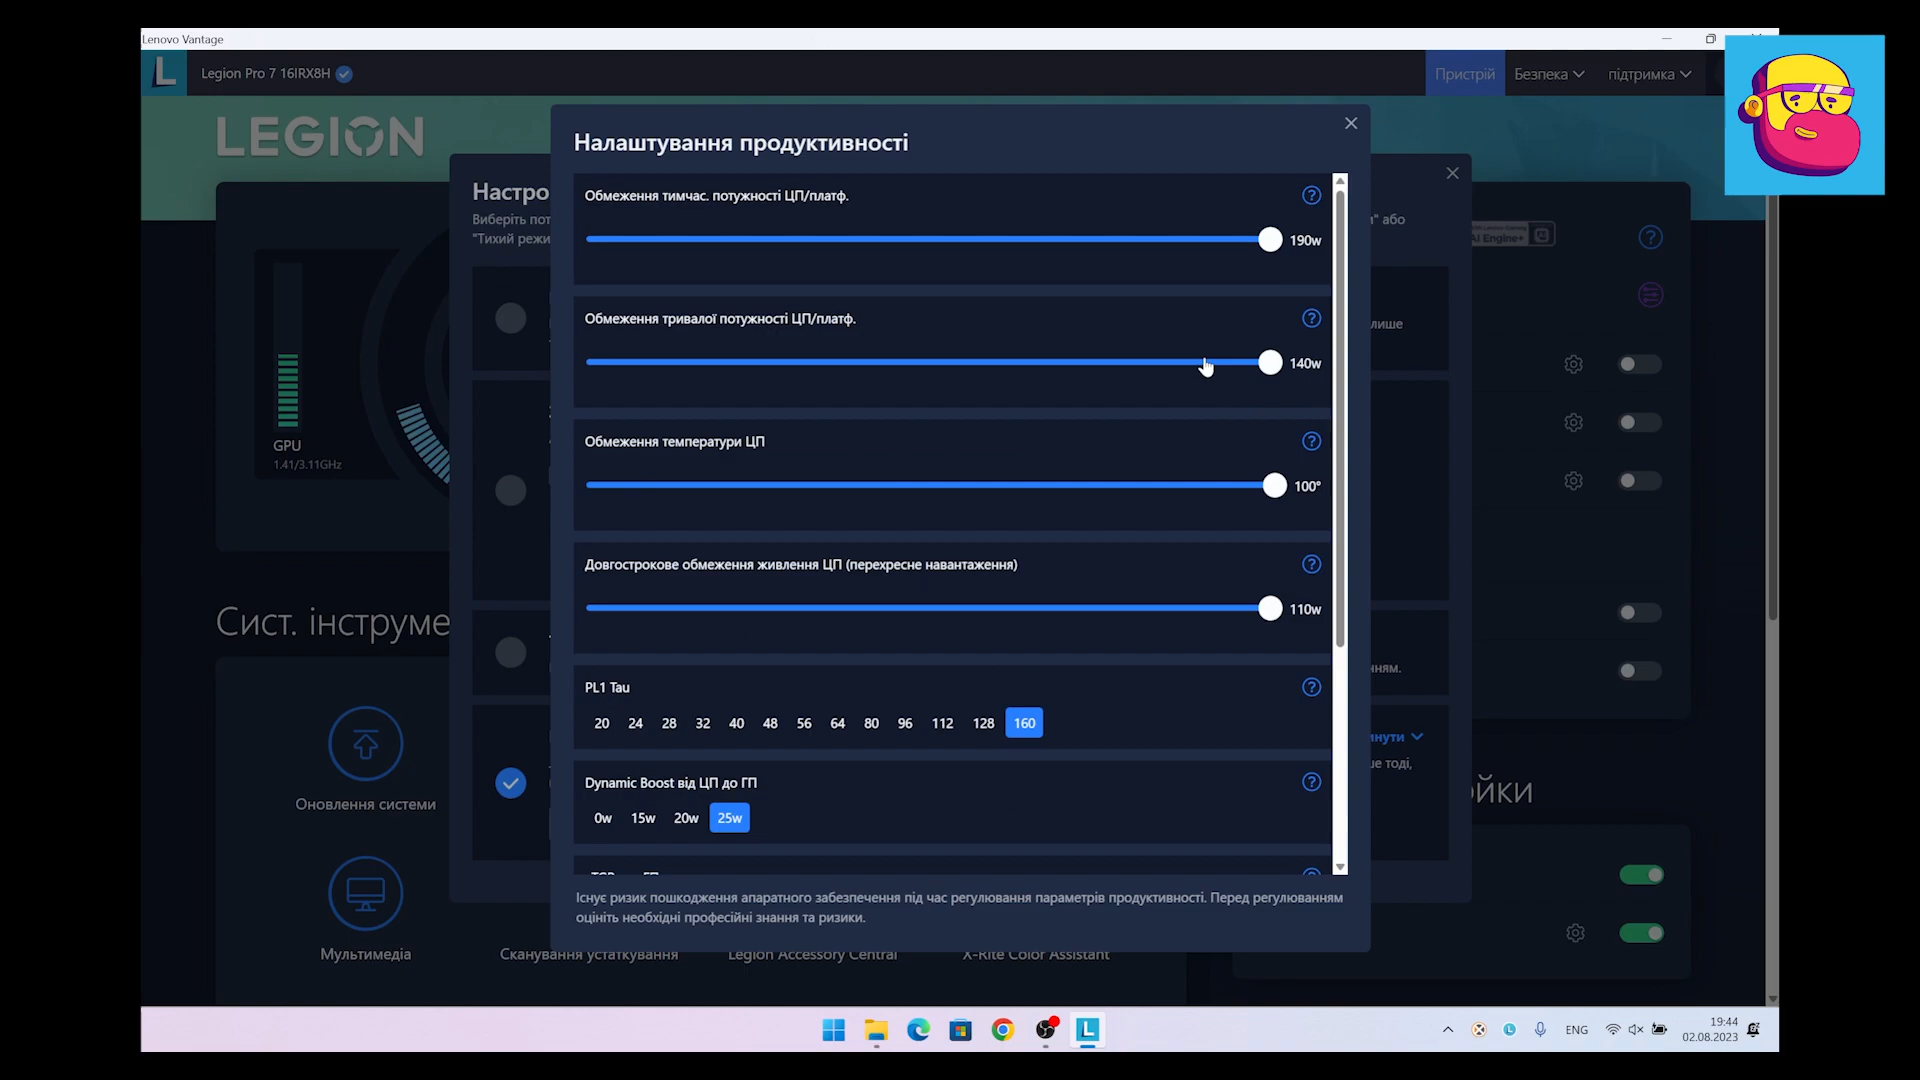 Lenovo Vantage
Legion Pro 7 16IRX8H
Пристрій
Безпека
підтримка
LEGION
Налаштування продуктивності
Настро
Виберіть пот
"Тихий режи
" або
AI Engine+
Обмеження тимчас. потужності ЦП/платф.
190w
лише
Обмеження тривалої потужності ЦП/платф.
140w
GPU
1.41/3.11GHz
Обмеження температури ЦП
100°
Довгострокове обмеження живлення ЦП (перехресне навантаження)
110w
Сист. інструме
нням.
PL1 Tau
20 24 28 32 40 48 56 64 80 96 112 128 160
нути
ше тоді,
Dynamic Boost від ЦП до ГП
0w 15w 20w 25w
Оновлення системи
ойки
Існує ризик пошкодження апаратного забезпечення під час регулювання параметрів продуктивності. Перед регулюванням
оцініть необхідні професійні знання та ризики.
Мультимедіа
Сканування устаткування
Legion Accessory Central
X-Rite Color Assistant
ENG
19:44
02.08.2023